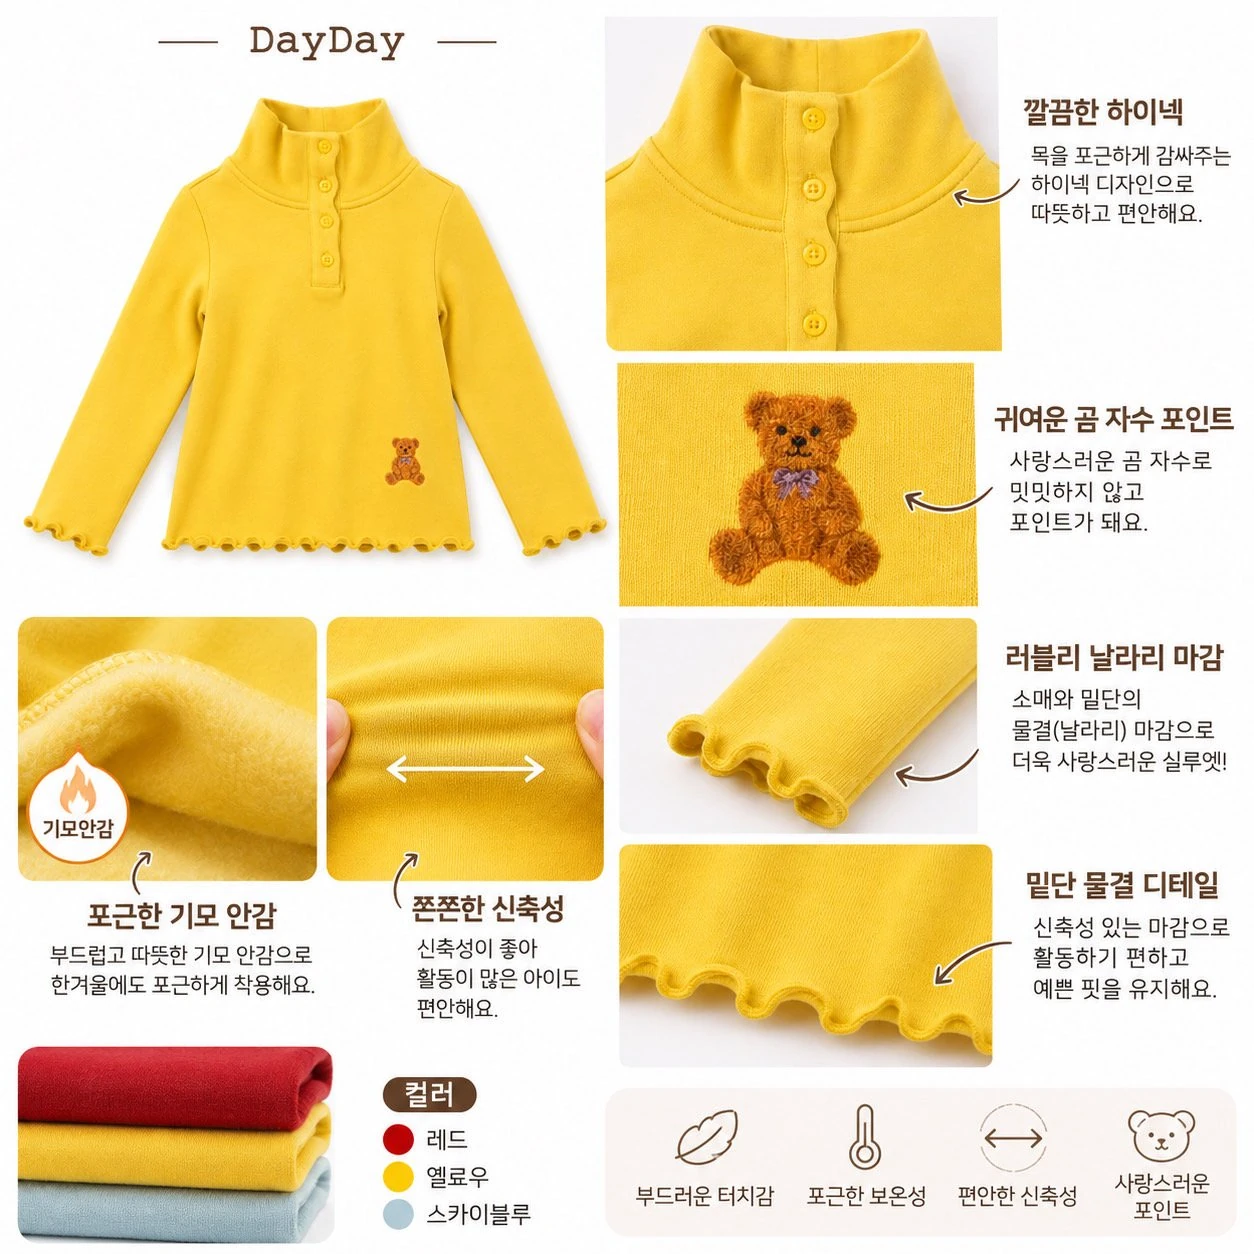 DayDay
깔끔한 하이넥
목을 포근하게 감싸주는
하이넥 디자인으로
따뜻하고 편안해요.
귀여운 곰 자수 포인트
사랑스러운 곰 자수로
밋밋하지 않고
포인트가 돼요.
러블리 날라리 마감
소매와 밑단의
물결(날라리) 마감으로
더욱 사랑스러운 실루엣!
기모안감
포근한 기모 안감
부드럽고 따뜻한 기모 안감으로
한겨울에도 포근하게 착용해요.
쫀쫀한 신축성
신축성이 좋아
활동이 많은 아이도
편안해요.
밑단 물결 디테일
신축성 있는 마감으로
활동하기 편하고
예쁜 핏을 유지해요.
컬러
레드
옐로우
스카이블루
부드러운 터치감
포근한 보온성
편안한 신축성
사랑스러운
포인트